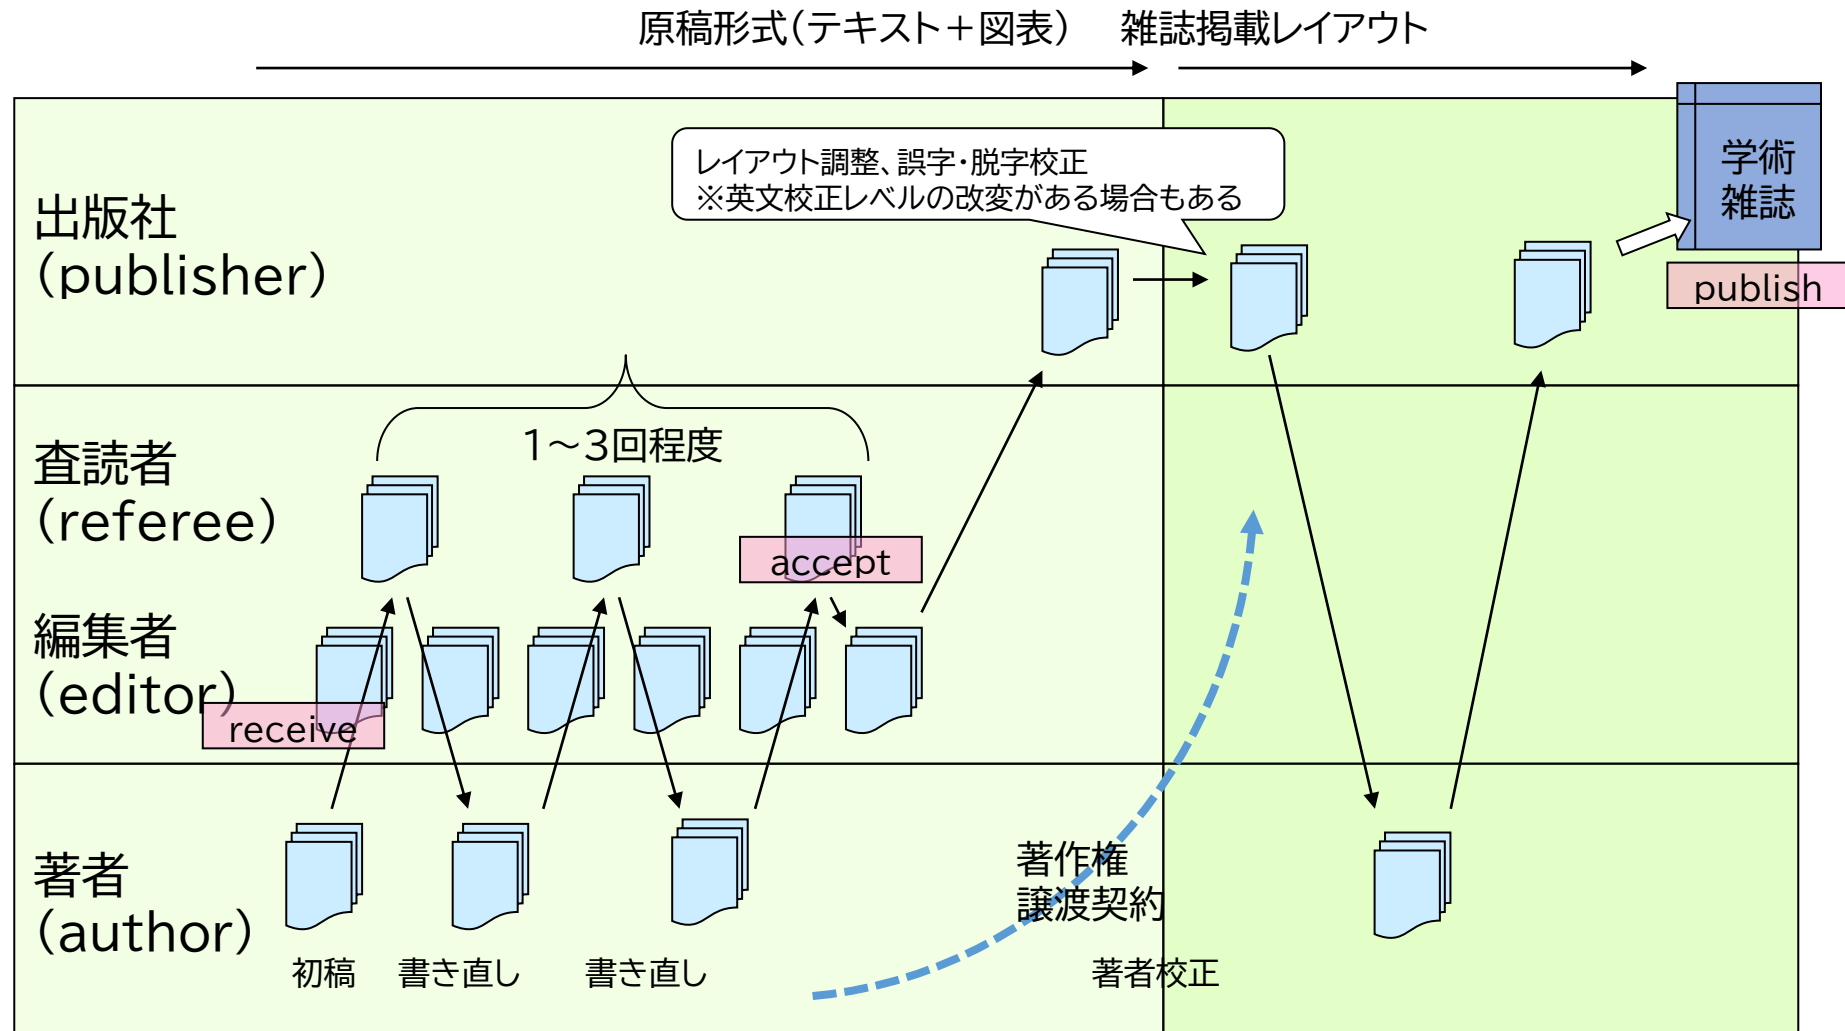 原稿形式(テキスト＋図表)　雑誌掲載レイアウト
学術
雑誌
レイアウト調整、誤字・脱字校正
※英文校正レベルの改変がある場合もある
出版社
(publisher)
publish
1～3回程度
査読者
(referee)
accept
編集者
(editor)
receive
著者
(author)
著作権
譲渡契約
初稿
書き直し
書き直し
著者校正